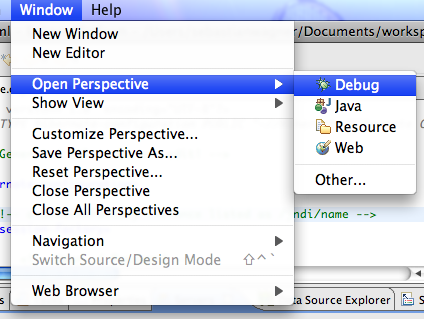 Window Help
New Window
New Editor
Open Perspective
Show View
Customize Perspective...
Save Perspective As...
Reset Perspective...
Close Perspective
Close All Perspectives
Navigation
Switch Source/Design Mode ⇧^`
Web Browser
Debug
Java
Resource
Web
Other...
r/Documents/worksp
ndi/name -->
ta Source Explorer